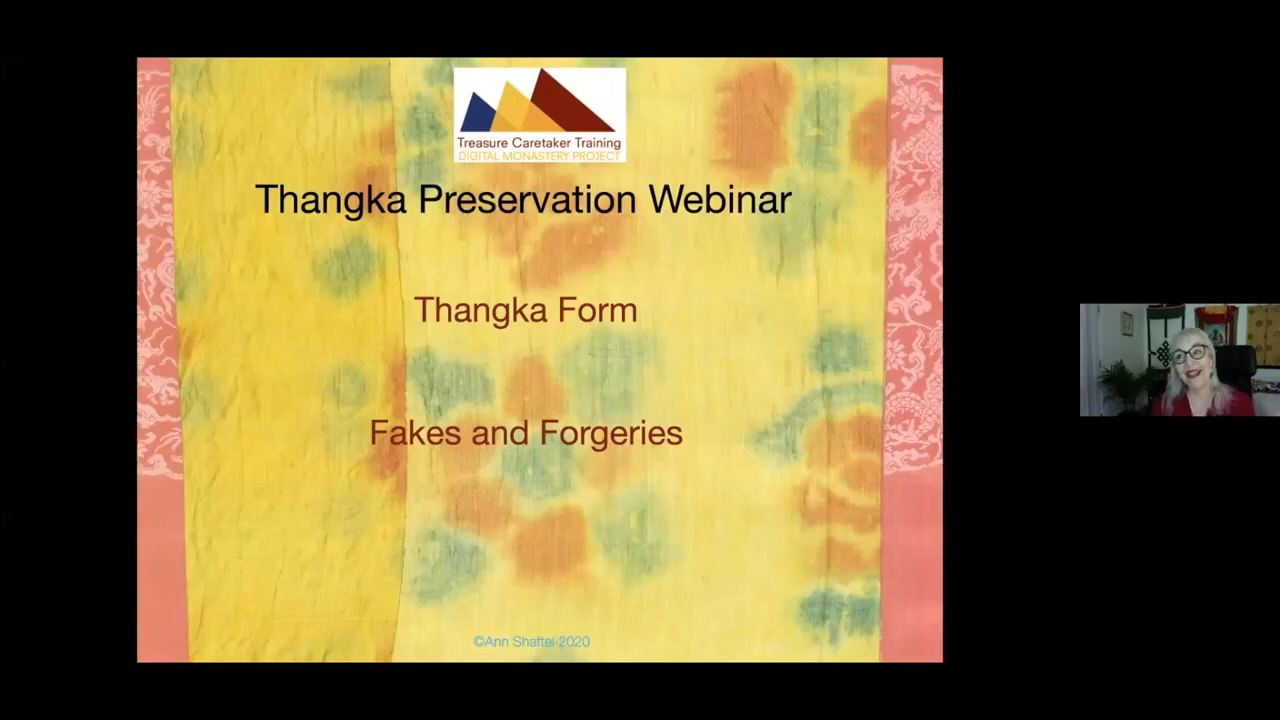 Treasure Caretaker Training
DIGITAL MONASTERY PROJECT
Thangka Preservation Webinar
Thangka Form
Fakes and Forgeries
©Ann Shaftel 2020